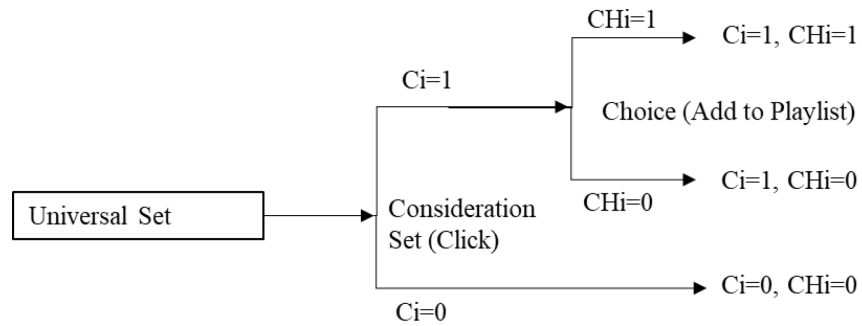 CHi=1
Ci=1, CHi=1
Ci=1
Choice (Add to Playlist)
Ci=1, CHi=0
CHi=0
Universal Set
Consideration
Set (Click)
Ci=0, CHi=0
Ci=0